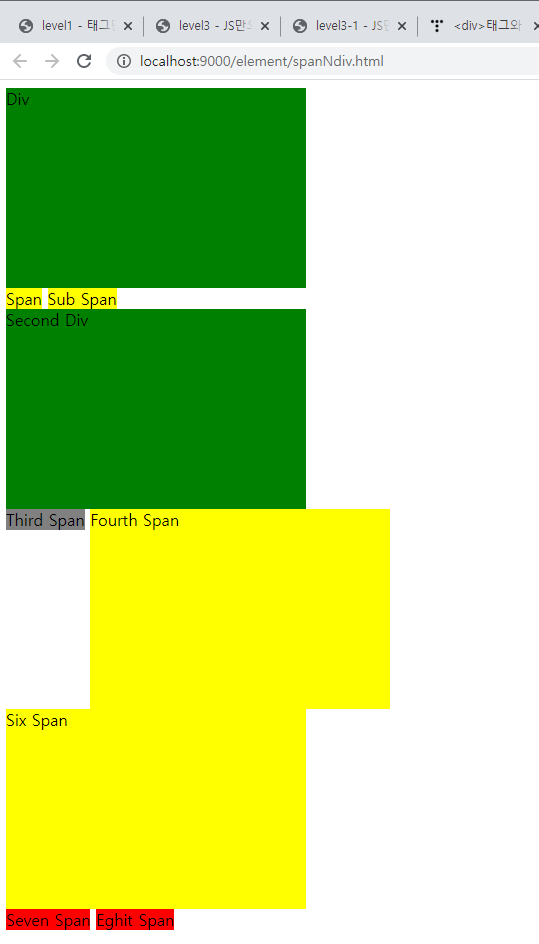 level1 - 태그
level3 - JS만
level3-1 - JS
<div>태그와
localhost:9000/element/spanNdiv.html
Div
Span Sub Span
Second Div
Third Span Fourth Span
Six Span
Seven Span Eghit Span